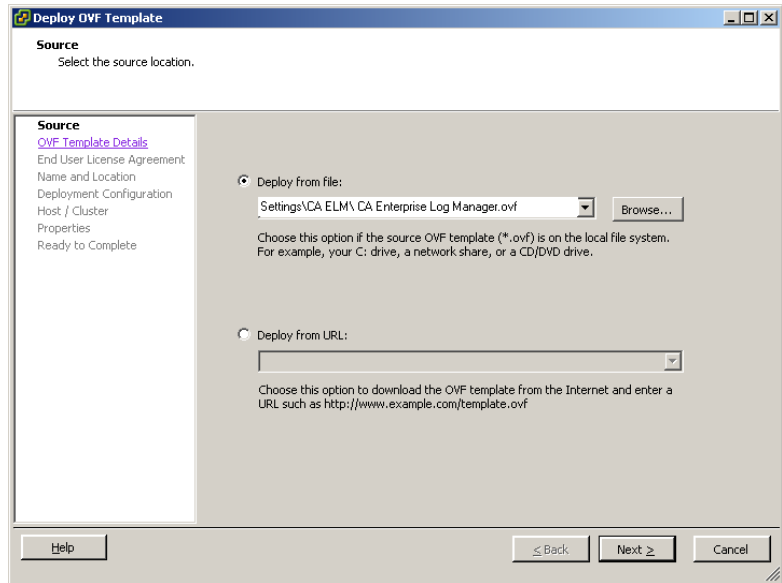 Deploy OVF Template
Source
Select the source location.
Source
OVF Template Details
End User License Agreement
Name and Location
Deployment Configuration
Host / Cluster
Properties
Ready to Complete
Deploy from file:
Settings\CA ELM\ CA Enterprise Log Manager.ovf
Browse...
Choose this option if the source OVF template (*.ovf) is on the local file system.
For example, your C: drive, a network share, or a CD/DVD drive.
Deploy from URL:
Choose this option to download the OVF template from the Internet and enter a
URL such as http://www.example.com/template.ovf
Help
< Back
Next >
Cancel